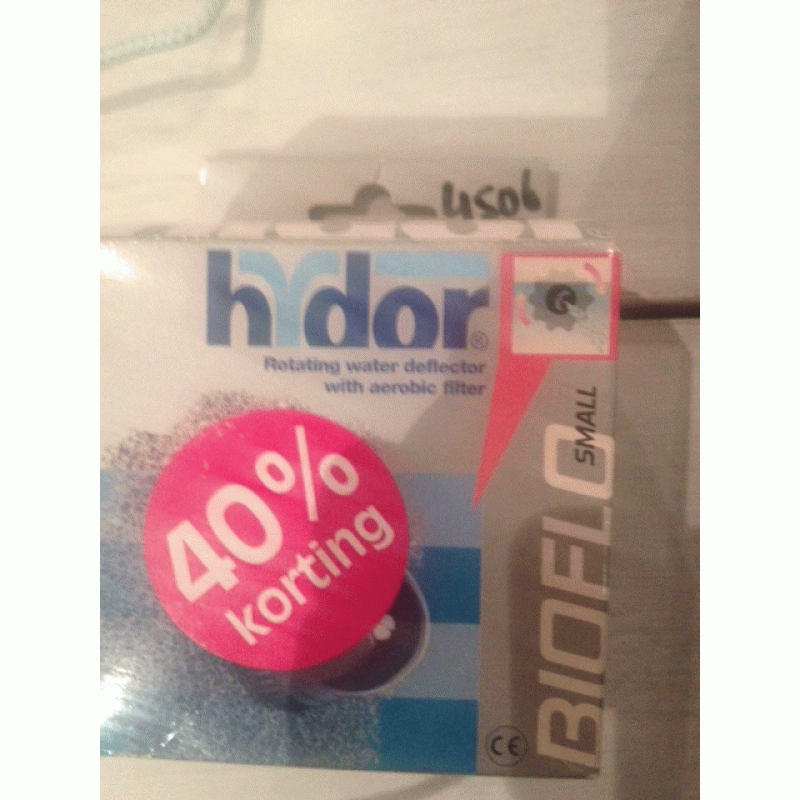 4506
hydor®
Rotating water deflector
with aerobic filter
40%
korting
SMALL
BIOFLO
CE